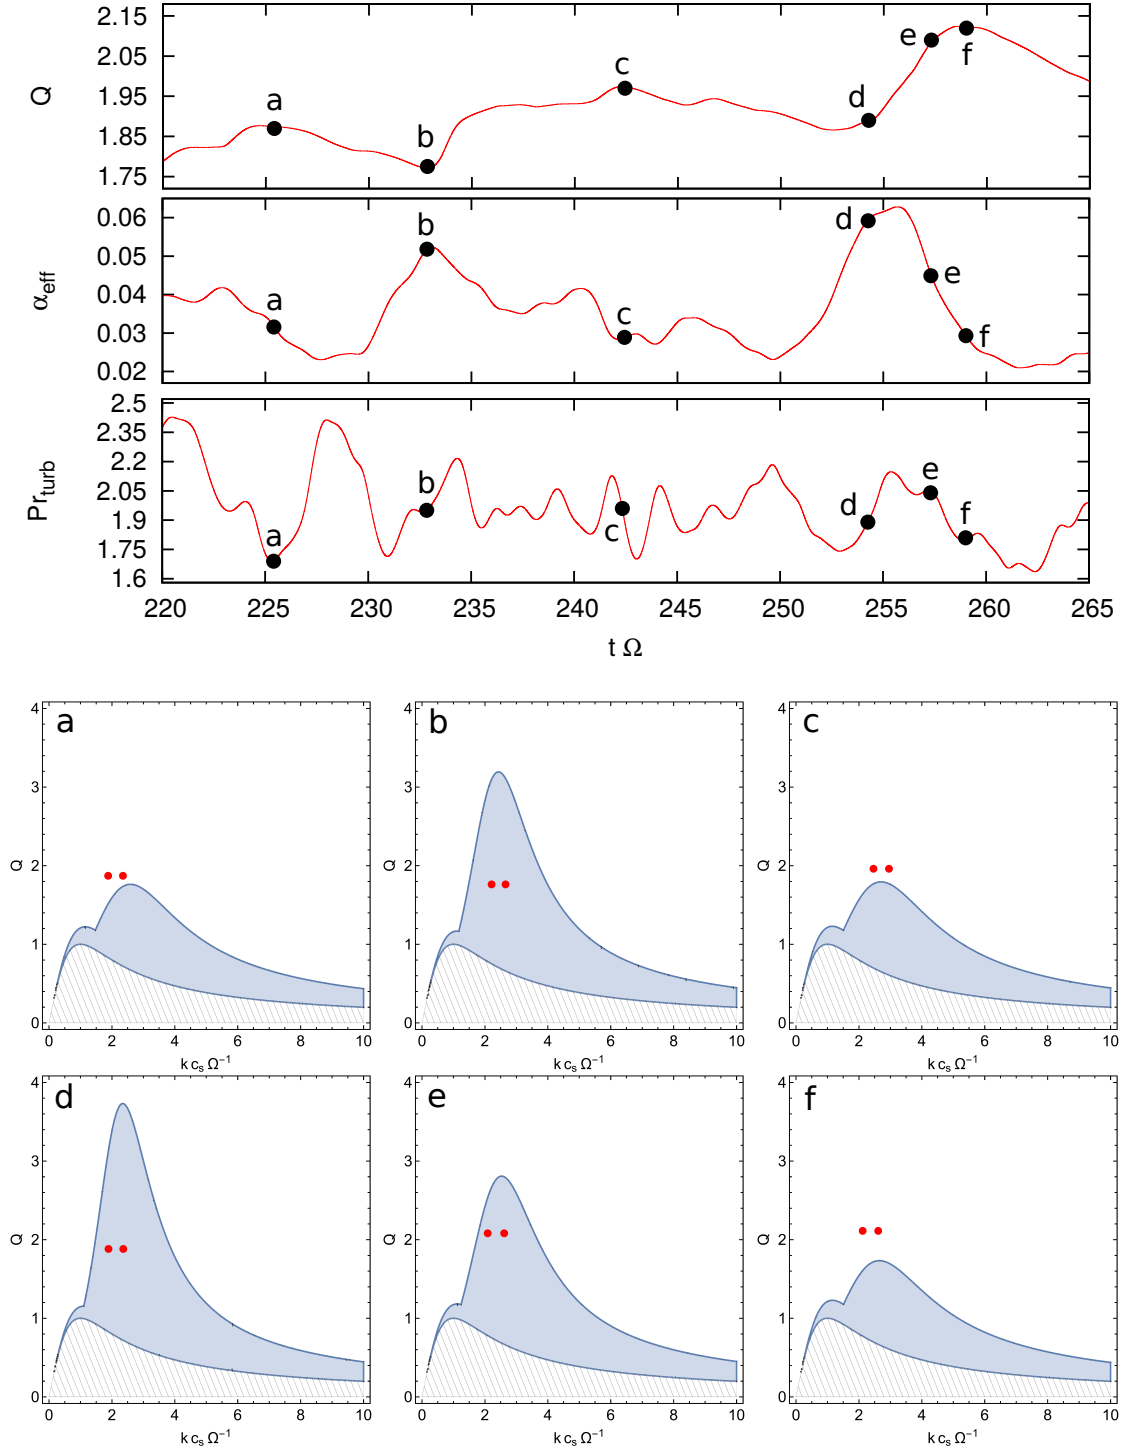 2.15
2.05
1.95
1.85
1.75
Q
a
b
c
d
e
f
0.06
0.05
0.04
0.03
0.02
α_eff
a
b
c
d
e
f
2.5
2.35
2.2
2.05
1.9
1.75
1.6
Pr_turb
a
b
c
d
e
f
220 225 230 235 240 245 250 255 260 265
t Ω
a
4
3
2
1
0
Q
0 2 4 6 8 10
k c_s Ω⁻¹
b
4
3
2
1
0
Q
0 2 4 6 8 10
k c_s Ω⁻¹
c
4
3
2
1
0
Q
0 2 4 6 8 10
k c_s Ω⁻¹
d
4
3
2
1
0
Q
0 2 4 6 8 10
k c_s Ω⁻¹
e
4
3
2
1
0
Q
0 2 4 6 8 10
k c_s Ω⁻¹
f
4
3
2
1
0
Q
0 2 4 6 8 10
k c_s Ω⁻¹